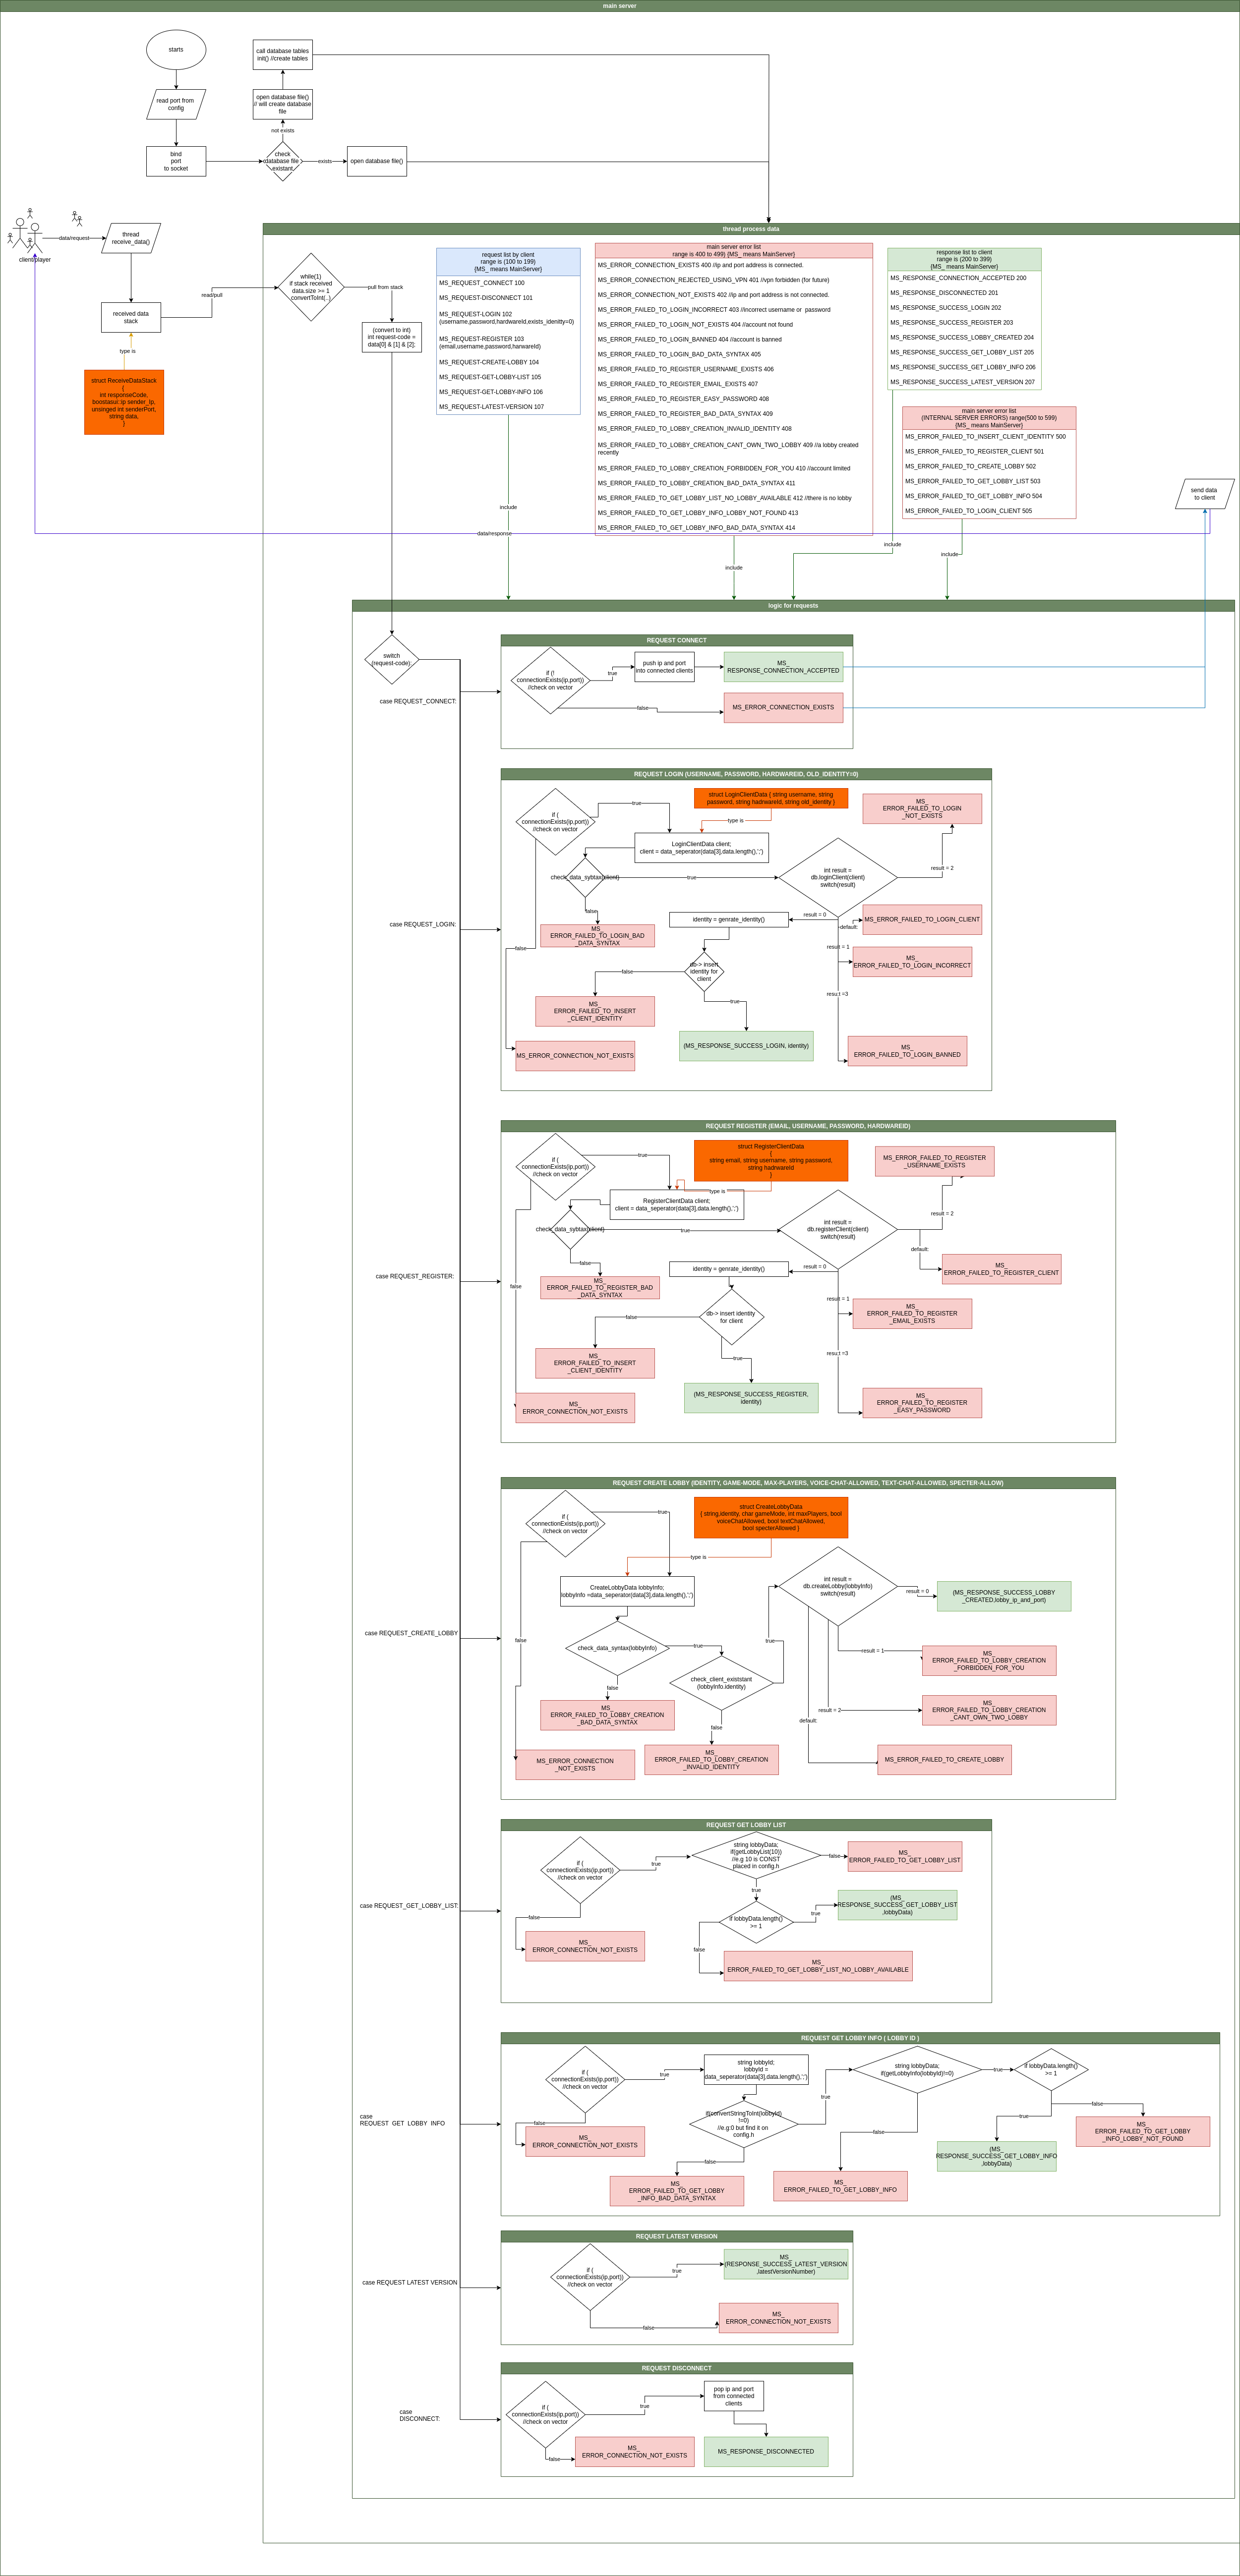 main server
starts
call database tables
init() //create tables
read port from
config
open database file()
// will create database
file
not exists
bind
port
to socket
check
database file
existant
exists
open database file()
data/request
client/player
thread
receive_data()
received data
stack
read/pull
type is
struct ReceiveDataStack
{
int responseCode,
boostasui::ip sender_Ip,
unsinged int senderPort,
string data,
}
thread process data
while(1)
if stack received
data.size >= 1
convertToInt(..)
pull from stack
(convert to int)
int request-code =
data[0] & [1] & [2];
request list by client
range is (100 to 199)
{MS_ means MainServer}
MS_REQUEST_CONNECT 100
MS_REQUEST-DISCONNECT 101
MS_REQUEST-LOGIN 102
(username,password,hardwareId,exists_idenitty=0)
MS_REQUEST-REGISTER 103
(email,username,password,harwareId)
MS_REQUEST-CREATE-LOBBY 104
MS_REQUEST-GET-LOBBY-LIST 105
MS_REQUEST-GET-LOBBY-INFO 106
MS_REQUEST-LATEST-VERSION 107
main server error list
range is 400 to 499) {MS_ means MainServer}
MS_ERROR_CONNECTION_EXISTS 400 //ip and port address is connected.
MS_ERROR_CONNECTION_REJECTED_USING_VPN 401 //vpn forbidden (for future)
MS_ERROR_CONNECTION_NOT_EXISTS 402 //ip and port address is not connected.
MS_ERROR_FAILED_TO_LOGIN_INCORRECT 403 //incorrect username or password
MS_ERROR_FAILED_TO_LOGIN_NOT_EXISTS 404 //account not found
MS_ERROR_FAILED_TO_LOGIN_BANNED 404 //account is banned
MS_ERROR_FAILED_TO_LOGIN_BAD_DATA_SYNTAX 405
MS_ERROR_FAILED_TO_REGISTER_USERNAME_EXISTS 406
MS_ERROR_FAILED_TO_REGISTER_EMAIL_EXISTS 407
MS_ERROR_FAILED_TO_REGISTER_EASY_PASSWORD 408
MS_ERROR_FAILED_TO_REGISTER_BAD_DATA_SYNTAX 409
MS_ERROR_FAILED_TO_LOBBY_CREATION_INVALID_IDENTITY 408
MS_ERROR_FAILED_TO_LOBBY_CREATION_CANT_OWN_TWO_LOBBY 409 //a lobby created
recently
MS_ERROR_FAILED_TO_LOBBY_CREATION_FORBIDDEN_FOR_YOU 410 //account limited
MS_ERROR_FAILED_TO_LOBBY_CREATION_BAD_DATA_SYNTAX 411
MS_ERROR_FAILED_TO_GET_LOBBY_LIST_NO_LOBBY_AVAILABLE 412 //there is no lobby
MS_ERROR_FAILED_TO_GET_LOBBY_INFO_LOBBY_NOT_FOUND 413
MS_ERROR_FAILED_TO_GET_LOBBY_INFO_BAD_DATA_SYNTAX 414
response list to client
range is (200 to 399)
{MS_ means MainServer}
MS_RESPONSE_CONNECTION_ACCEPTED 200
MS_RESPONSE_DISCONNECTED 201
MS_RESPONSE_SUCCESS_LOGIN 202
MS_RESPONSE_SUCCESS_REGISTER 203
MS_RESPONSE_SUCCESS_LOBBY_CREATED 204
MS_RESPONSE_SUCCESS_GET_LOBBY_LIST 205
MS_RESPONSE_SUCCESS_GET_LOBBY_INFO 206
MS_RESPONSE_SUCCESS_LATEST_VERSION 207
main server error list
(INTERNAL SERVER ERRORS) range(500 to 599)
{MS_ means MainServer}
MS_ERROR_FAILED_TO_INSERT_CLIENT_IDENTITY 500
MS_ERROR_FAILED_TO_REGISTER_CLIENT 501
MS_ERROR_FAILED_TO_CREATE_LOBBY 502
MS_ERROR_FAILED_TO_GET_LOBBY_LIST 503
MS_ERROR_FAILED_TO_GET_LOBBY_INFO 504
MS_ERROR_FAILED_TO_LOGIN_CLIENT 505
send data
to client
include
data/response
include
include
include
logic for requests
switch
(request-code):
case REQUEST_CONNECT:
REQUEST CONNECT
if (!
connectionExists(ip,port))
//check on vector
true
push ip and port
into connected clients
MS_
RESPONSE_CONNECTION_ACCEPTED
false
MS_ERROR_CONNECTION_EXISTS
case REQUEST_LOGIN:
REQUEST LOGIN (USERNAME, PASSWORD, HARDWAREID, OLD_IDENTITY=0)
if (
connectionExists(ip,port))
//check on vector
true
struct LoginClientData { string username, string
password, string hadrwareId, string old_identity }
type is
MS_
ERROR_FAILED_TO_LOGIN
_NOT_EXISTS
LoginClientData client;
client = data_seperator(data[3],data.length(),';')
check_data_sybtax(client)
true
int result =
db.loginClient(client)
switch(result)
result = 2
false
MS_
ERROR_FAILED_TO_LOGIN_BAD
_DATA_SYNTAX
identity = genrate_identity()
result = 0
default:
MS_ERROR_FAILED_TO_LOGIN_CLIENT
false
result = 1
MS_
ERROR_FAILED_TO_LOGIN_INCORRECT
db-> insert
identity for
client
false
true
result =3
MS_
ERROR_FAILED_TO_INSERT
_CLIENT_IDENTITY
MS_ERROR_CONNECTION_NOT_EXISTS
(MS_RESPONSE_SUCCESS_LOGIN, identity)
MS_
ERROR_FAILED_TO_LOGIN_BANNED
case REQUEST_REGISTER:
REQUEST REGISTER (EMAIL, USERNAME, PASSWORD, HARDWAREID)
if (
connectionExists(ip,port))
//check on vector
true
struct RegisterClientData
{
string email, string username, string password,
string hadrwareId
}
type is
MS_ERROR_FAILED_TO_REGISTER
_USERNAME_EXISTS
RegisterClientData client;
client = data_seperator(data[3],data.length(),';')
check_data_sybtax(client)
true
int result =
db.registerClient(client)
switch(result)
result = 2
default:
MS_
ERROR_FAILED_TO_REGISTER_CLIENT
false
false
MS_
ERROR_FAILED_TO_REGISTER_BAD
_DATA_SYNTAX
identity = genrate_identity()
result = 0
result = 1
MS_
ERROR_FAILED_TO_REGISTER
_EMAIL_EXISTS
db-> insert identity
for client
false
true
result =3
MS_
ERROR_FAILED_TO_INSERT
_CLIENT_IDENTITY
MS_
ERROR_CONNECTION_NOT_EXISTS
(MS_RESPONSE_SUCCESS_REGISTER,
identity)
MS_
ERROR_FAILED_TO_REGISTER
_EASY_PASSWORD
case REQUEST_CREATE_LOBBY
REQUEST CREATE LOBBY (IDENTITY, GAME-MODE, MAX-PLAYERS, VOICE-CHAT-ALLOWED, TEXT-CHAT-ALLOWED, SPECTER-ALLOW)
if (
connectionExists(ip,port))
//check on vector
true
struct CreateLobbyData
{ string,identity, char gameMode, int maxPlayers, bool
voiceChatAllowed, bool textChatAllowed,
bool specterAllowed }
type is
CreateLobbyData lobbyInfo;
lobbyInfo =data_seperator(data[3],data.length(),';')
int result =
db.createLobby(lobbyInfo)
switch(result)
result = 0
(MS_RESPONSE_SUCCESS_LOBBY
_CREATED,lobby_ip_and_port)
false
check_data_syntax(lobbyInfo)
true
true
check_client_existstant
(lobbyInfo.identity)
result = 1
MS_
ERROR_FAILED_TO_LOBBY_CREATION
_FORBIDDEN_FOR_YOU
false
MS_
ERROR_FAILED_TO_LOBBY_CREATION
_BAD_DATA_SYNTAX
result = 2
MS_
ERROR_FAILED_TO_LOBBY_CREATION
_CANT_OWN_TWO_LOBBY
default:
false
MS_ERROR_CONNECTION
_NOT_EXISTS
MS_
ERROR_FAILED_TO_LOBBY_CREATION
_INVALID_IDENTITY
MS_ERROR_FAILED_TO_CREATE_LOBBY
case REQUEST_GET_LOBBY_LIST:
REQUEST GET LOBBY LIST
if (
connectionExists(ip,port))
//check on vector
true
string lobbyData;
if(getLobbyList(10))
//e.g 10 is CONST
placed in config.h
false
MS_
ERROR_FAILED_TO_GET_LOBBY_LIST
true
if lobbyData.length()
>= 1
true
(MS_
RESPONSE_SUCCESS_GET_LOBBY_LIST
,lobbyData)
false
MS_
ERROR_CONNECTION_NOT_EXISTS
false
MS_
ERROR_FAILED_TO_GET_LOBBY_LIST_NO_LOBBY_AVAILABLE
case
REQUEST_GET_LOBBY_INFO
REQUEST GET LOBBY INFO ( LOBBY ID )
if (
connectionExists(ip,port))
//check on vector
true
string lobbyId;
lobbyId =
data_seperator(data[3],data.length(),';')
string lobbyData;
if(getLobbyInfo(lobbyId)!=0)
true
if lobbyData.length()
>= 1
true
if(convertStringToInt(lobbyId)
!=0)
//e.g:0 but find it on
config.h
false
MS_
ERROR_CONNECTION_NOT_EXISTS
false
false
true
false
MS_
ERROR_FAILED_TO_GET_LOBBY
_INFO_LOBBY_NOT_FOUND
(MS_
RESPONSE_SUCCESS_GET_LOBBY_INFO
,lobbyData)
MS_
ERROR_FAILED_TO_GET_LOBBY
_INFO_BAD_DATA_SYNTAX
MS_
ERROR_FAILED_TO_GET_LOBBY_INFO
case REQUEST LATEST VERSION
REQUEST LATEST VERSION
if (
connectionExists(ip,port))
//check on vector
true
MS_
(RESPONSE_SUCCESS_LATEST_VERSION
,latestVersionNumber)
false
MS_
ERROR_CONNECTION_NOT_EXISTS
case
DISCONNECT:
REQUEST DISCONNECT
if (
connectionExists(ip,port))
//check on vector
true
pop ip and port
from connected
clients
false
MS_
ERROR_CONNECTION_NOT_EXISTS
MS_RESPONSE_DISCONNECTED